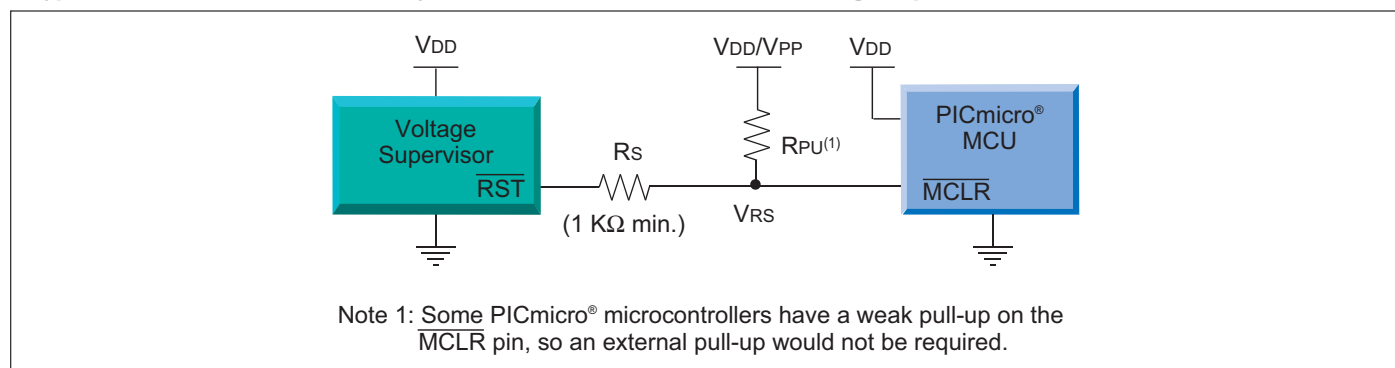 VDD
VDD/VPP
VDD
Voltage
Supervisor
RST
RS
(1 KΩ min.)
RPU(1)
VRS
PICmicro®
MCU
MCLR
Note 1: Some PICmicro® microcontrollers have a weak pull-up on the
MCLR pin, so an external pull-up would not be required.